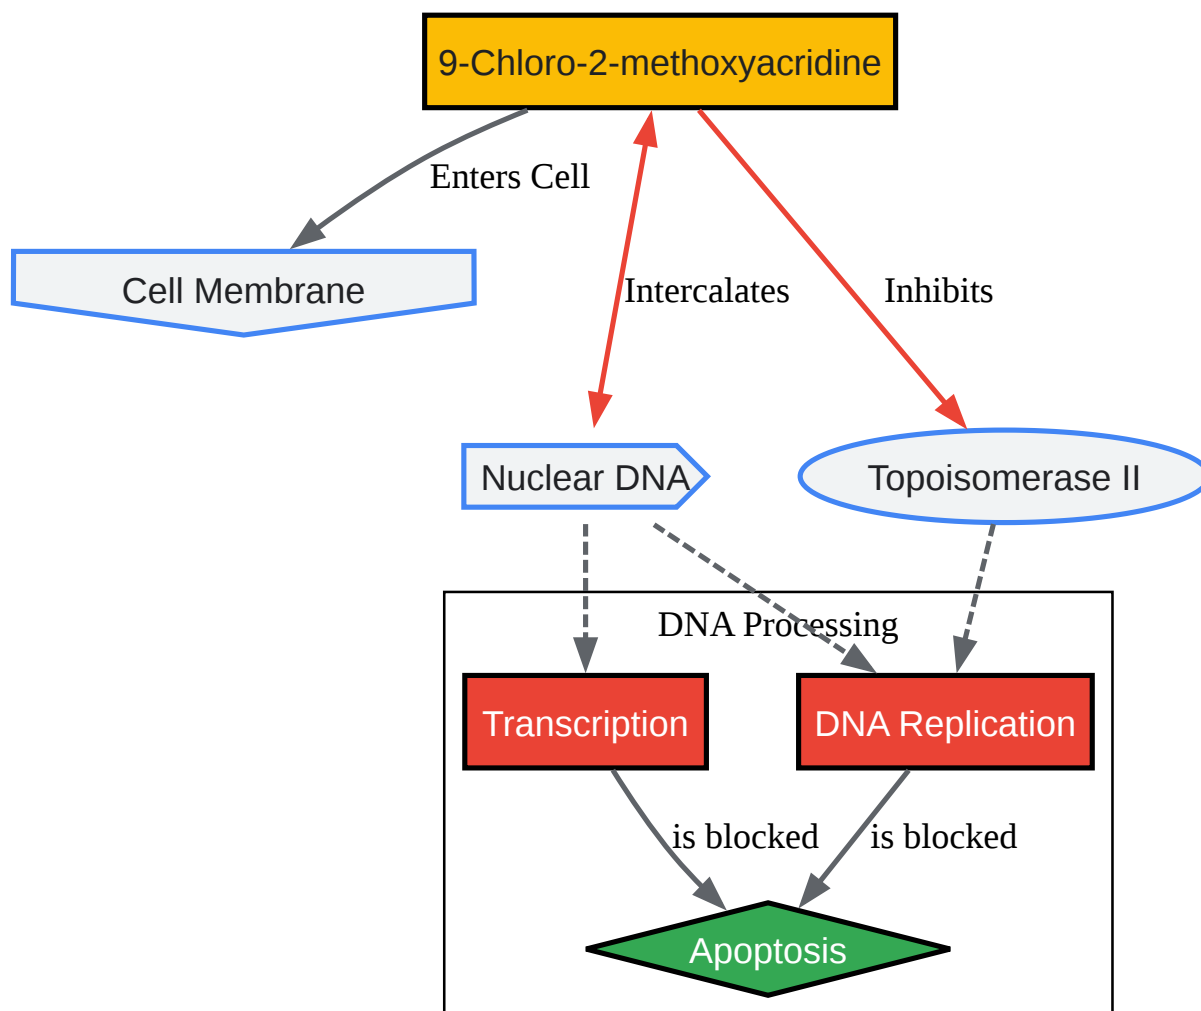 9-Chloro-2-methoxyacridine
Enters Cell
Cell Membrane
Intercalates
Inhibits
Nuclear DNA
Topoisomerase II
DNA Processing
Transcription
DNA Replication
is blocked
is blocked
Apoptosis